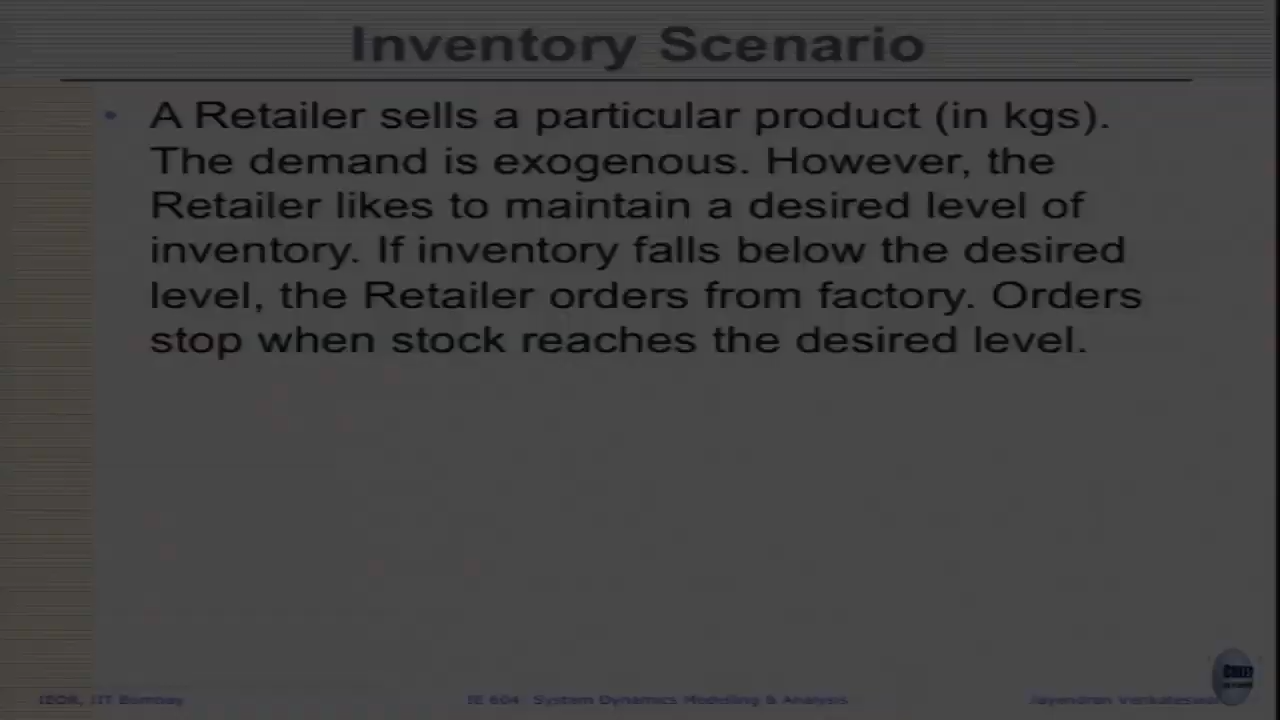 Inventory Scenario
• A Retailer sells a particular product (in kgs).
The demand is exogenous. However, the
Retailer likes to maintain a desired level of
inventory. If inventory falls below the desired
level, the Retailer orders from factory. Orders
stop when stock reaches the desired level.
IEOR, IIT Bombay
IE 604 System Dynamics Modelling & Analysis
Jayendran